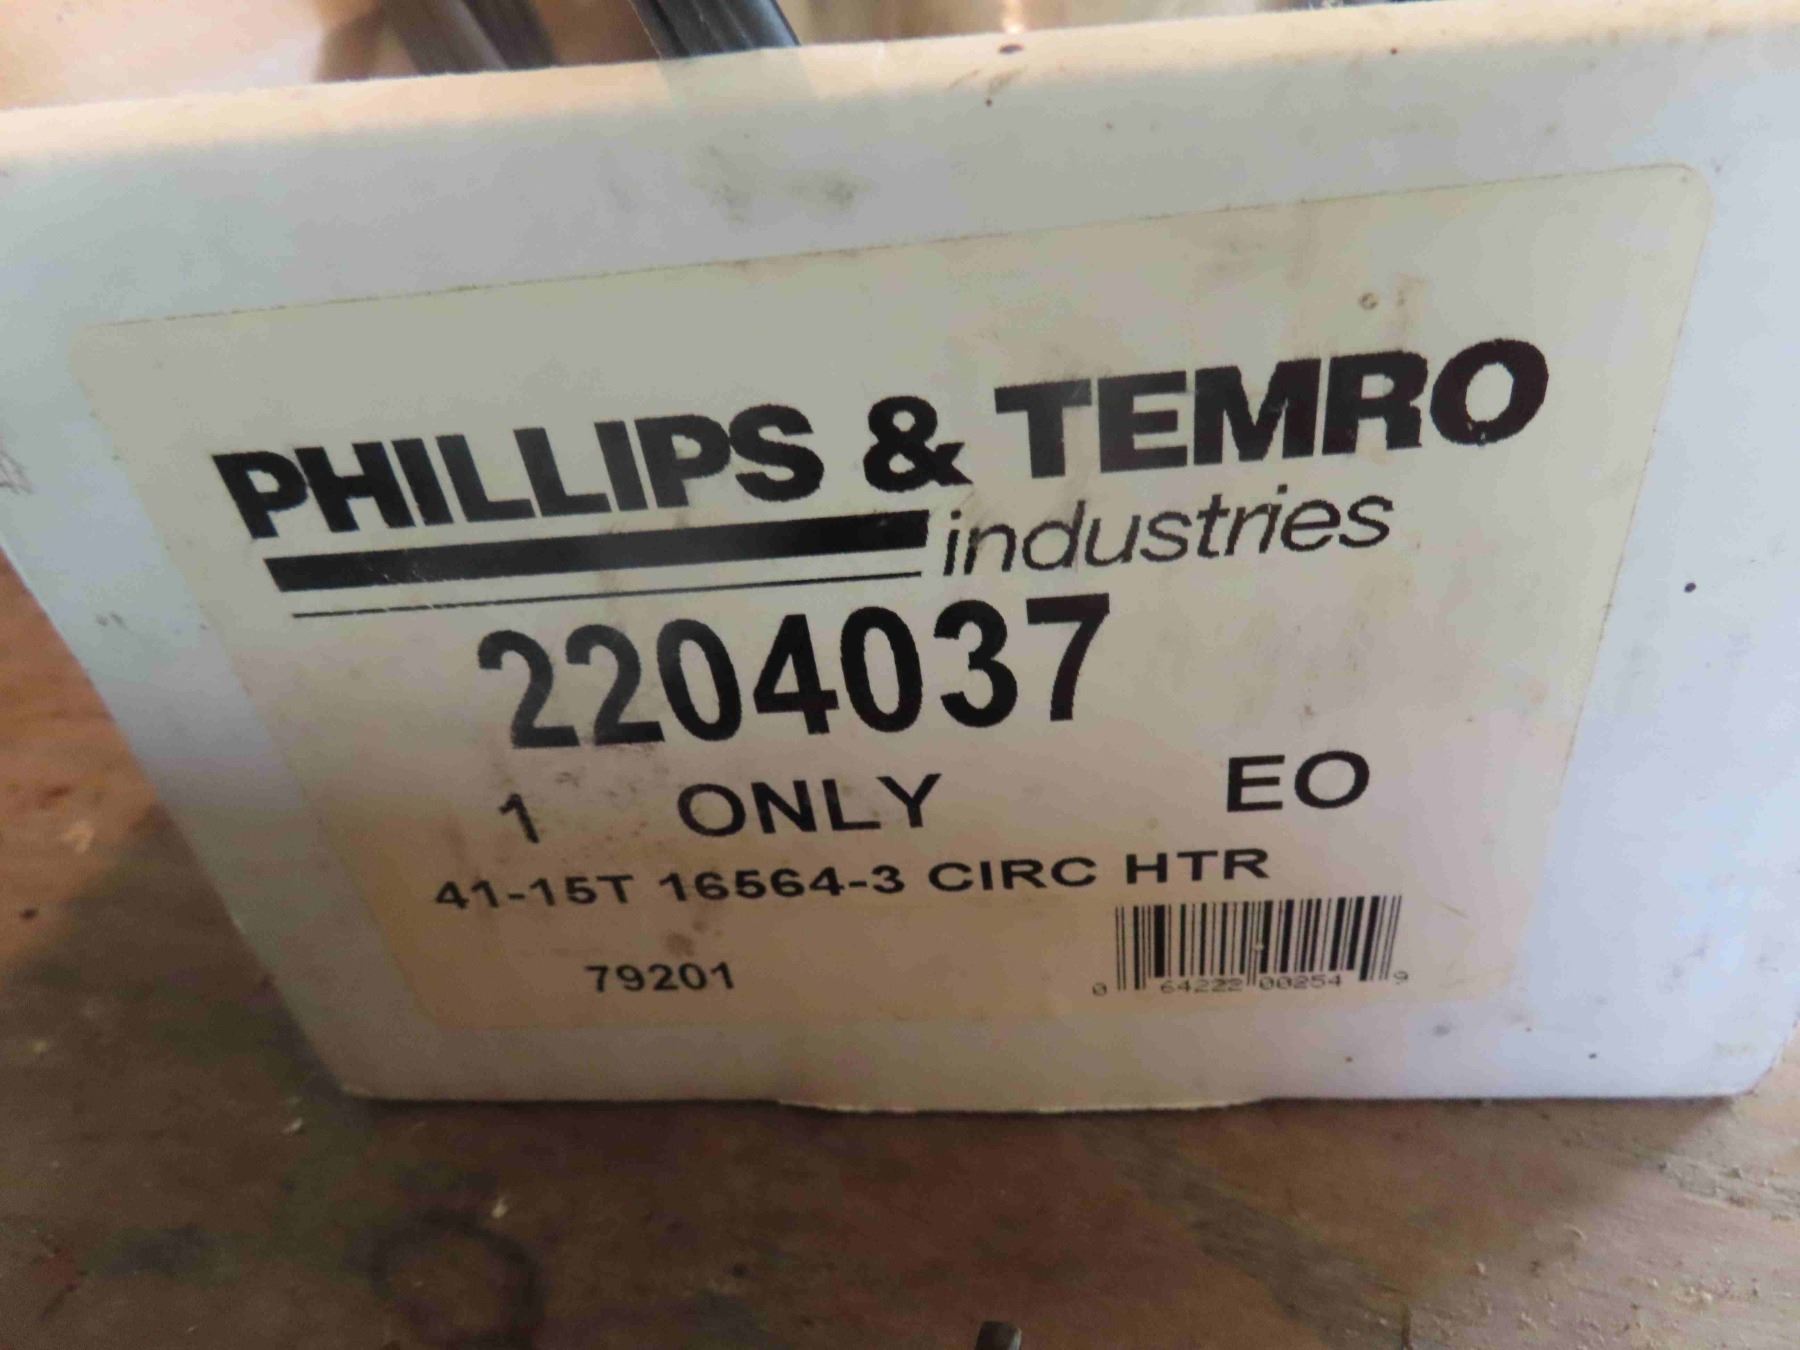 PHILLIPS & TEMRO
industries
2204037
1 ONLY EO
41-15T 16564-3 CIRC HTR
79201
0 64222 00254 9